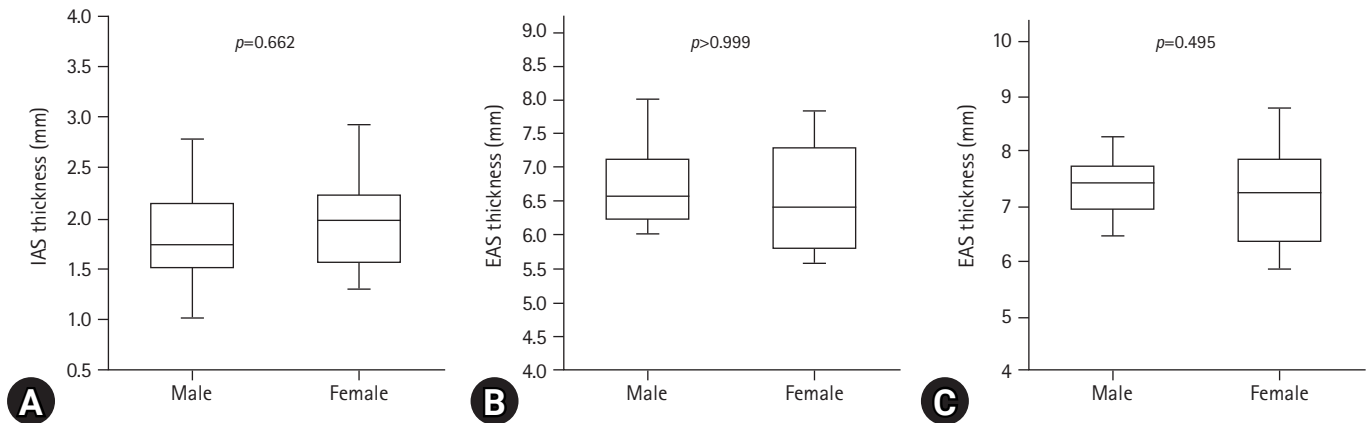 4.0
3.5
3.0
2.5
2.0
1.5
1.0
0.5
IAS thickness (mm)
p=0.662
Male
Female
A
9.0
8.0
7.5
7.0
6.5
6.0
5.5
5.0
4.5
4.0
EAS thickness (mm)
p>0.999
Male
Female
B
10
9
8
7
6
5
4
EAS thickness (mm)
p=0.495
Male
Female
C